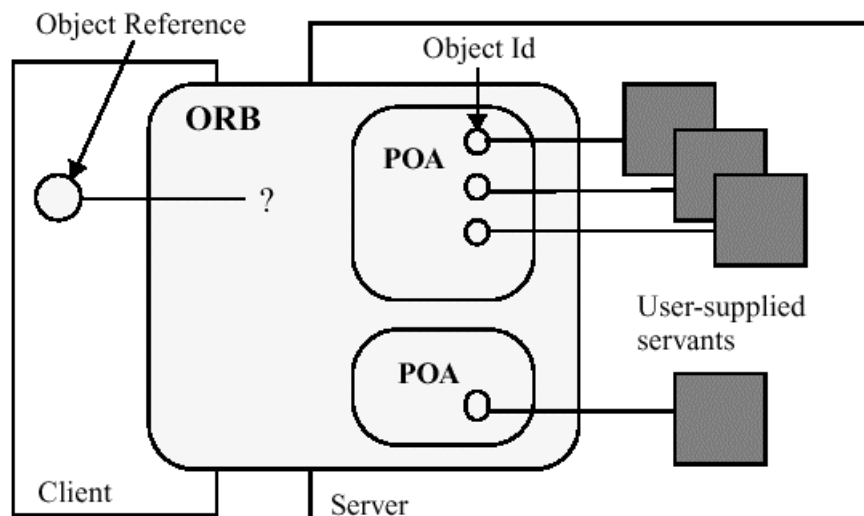 Object Reference
Object Id
ORB
POA
?
User-supplied
servants
POA
Client
Server